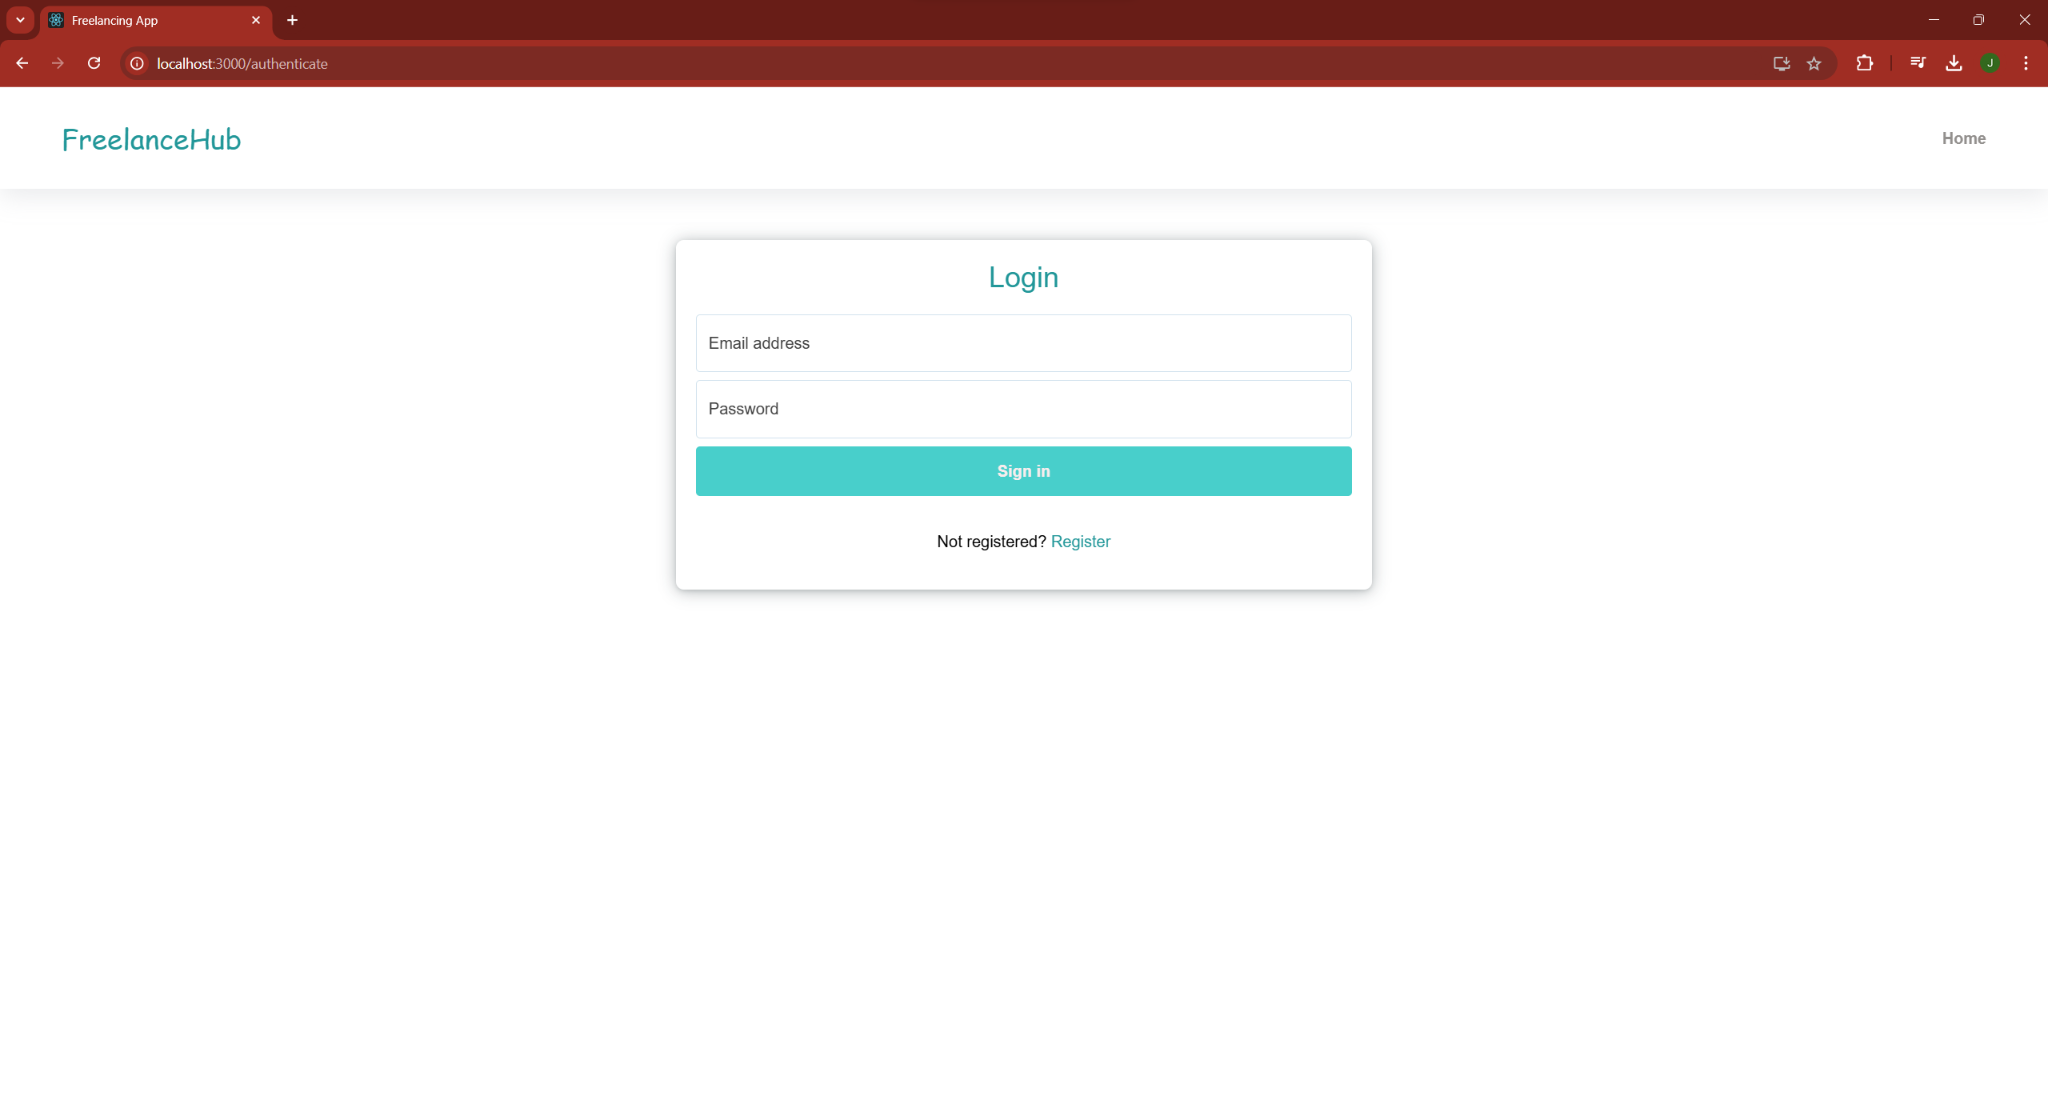 Freelancing App
localhost:3000/authenticate
J
FreelanceHub
Home
Login
Email address
Password
Sign in
Not registered? Register